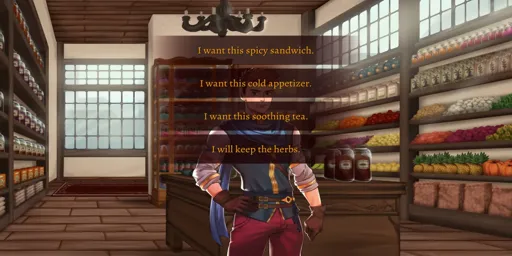 I want this spicy sandwich.
I want this cold appetizer.
I want this soothing tea.
I will keep the herbs.